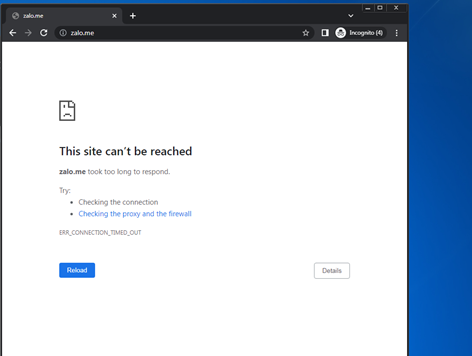 zalo.me
zalo.me
Incognito (4)
This site can't be reached
zalo.me took too long to respond.
Try:
Checking the connection
Checking the proxy and the firewall
ERR_CONNECTION_TIMED_OUT
Reload
Details